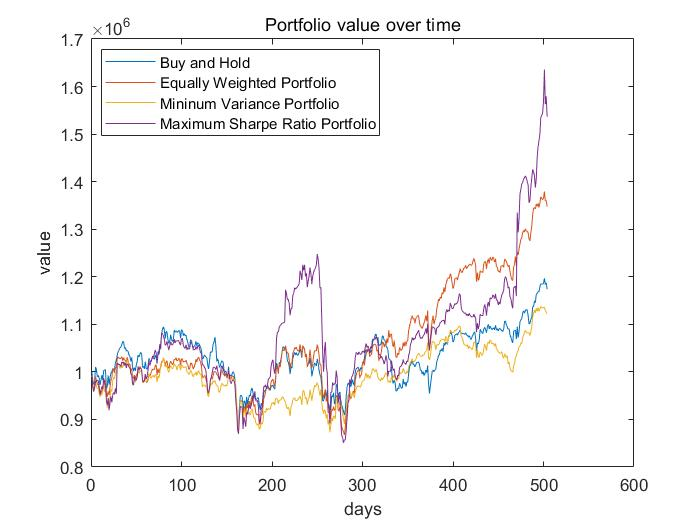 Portfolio value over time
×10⁶
1.7
1.6
1.5
1.4
1.3
1.2
1.1
1
0.9
0.8
value
Buy and Hold
Equally Weighted Portfolio
Mininum Variance Portfolio
Maximum Sharpe Ratio Portfolio
0 100 200 300 400 500 600
days